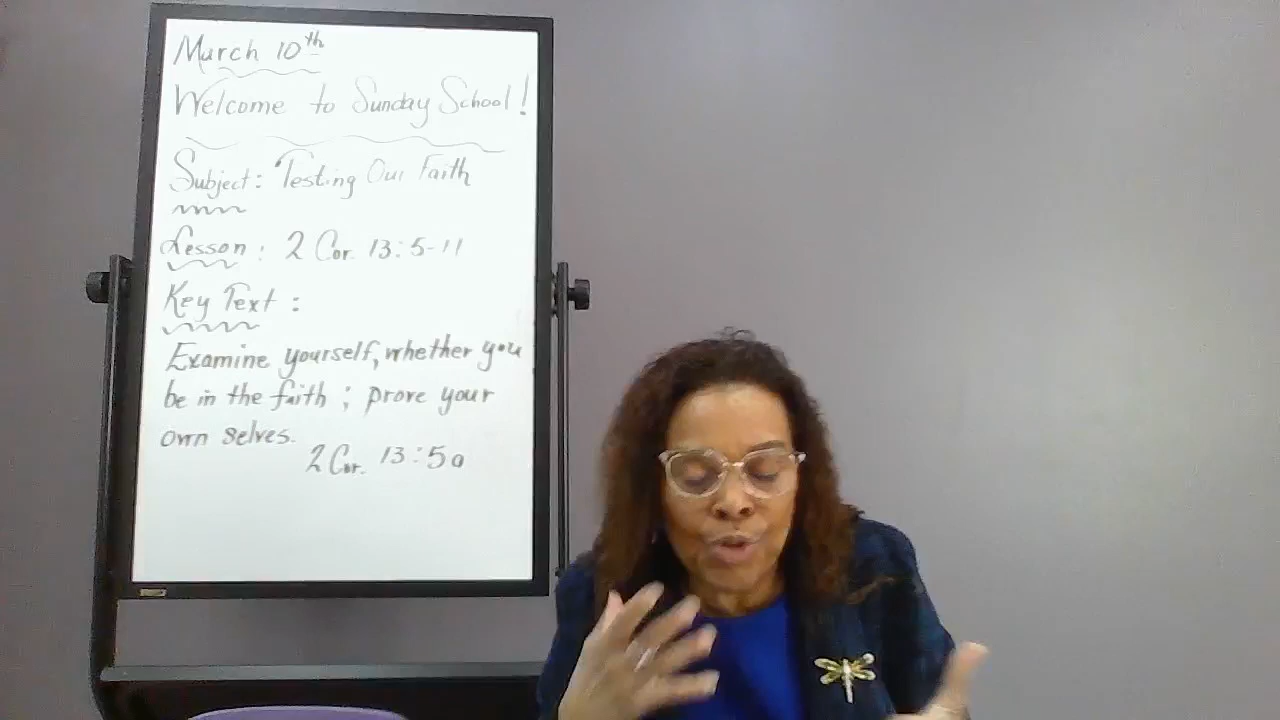 March 10th
Welcome to Sunday School!
Subject: Testing Our Faith
Lesson: 2 Cor. 13:5-11
Key Text:
Examine yourself, whether you
be in the faith; prove your
own selves.
2 Cor. 13:5a